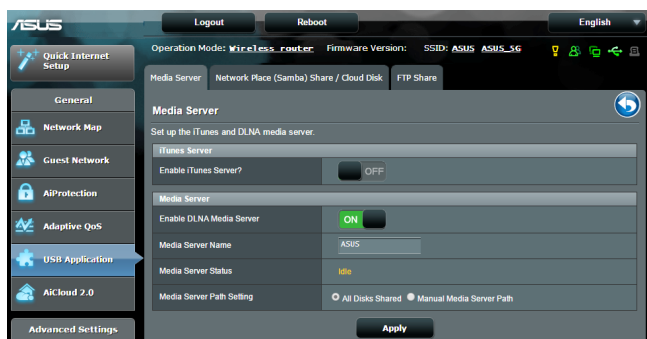 ASUS
Logout
Reboot
English
Operation Mode: Wireless router Firmware Version: SSID: ASUS ASUS_5G
Quick Internet
Setup
General
Network Map
Guest Network
AiProtection
Adaptive QoS
USB Application
AiCloud 2.0
Advanced Settings
Media Server
Network Place (Samba) Share / Cloud Disk
FTP Share
Media Server
Set up the iTunes and DLNA media server.
iTunes Server
Enable iTunes Server?
OFF
Media Server
Enable DLNA Media Server
ON
Media Server Name
ASUS
Media Server Status
Idle
Media Server Path Setting
All Disks Shared
Manual Media Server Path
Apply